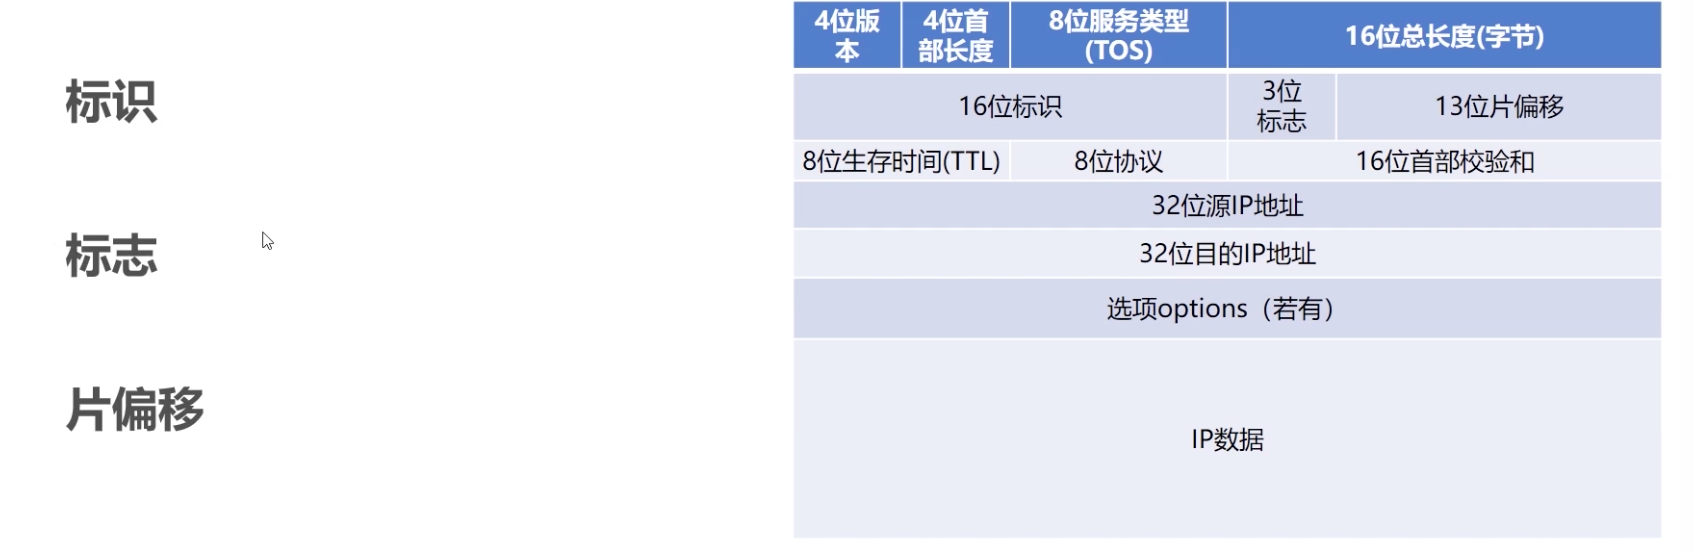 标识
标志
片偏移
4位版
本
4位首
部长度
8位服务类型
(TOS)
16位总长度(字节)
16位标识
3位
标志
13位片偏移
8位生存时间(TTL)
8位协议
16位首部校验和
32位源IP地址
32位目的IP地址
选项options（若有）
IP数据